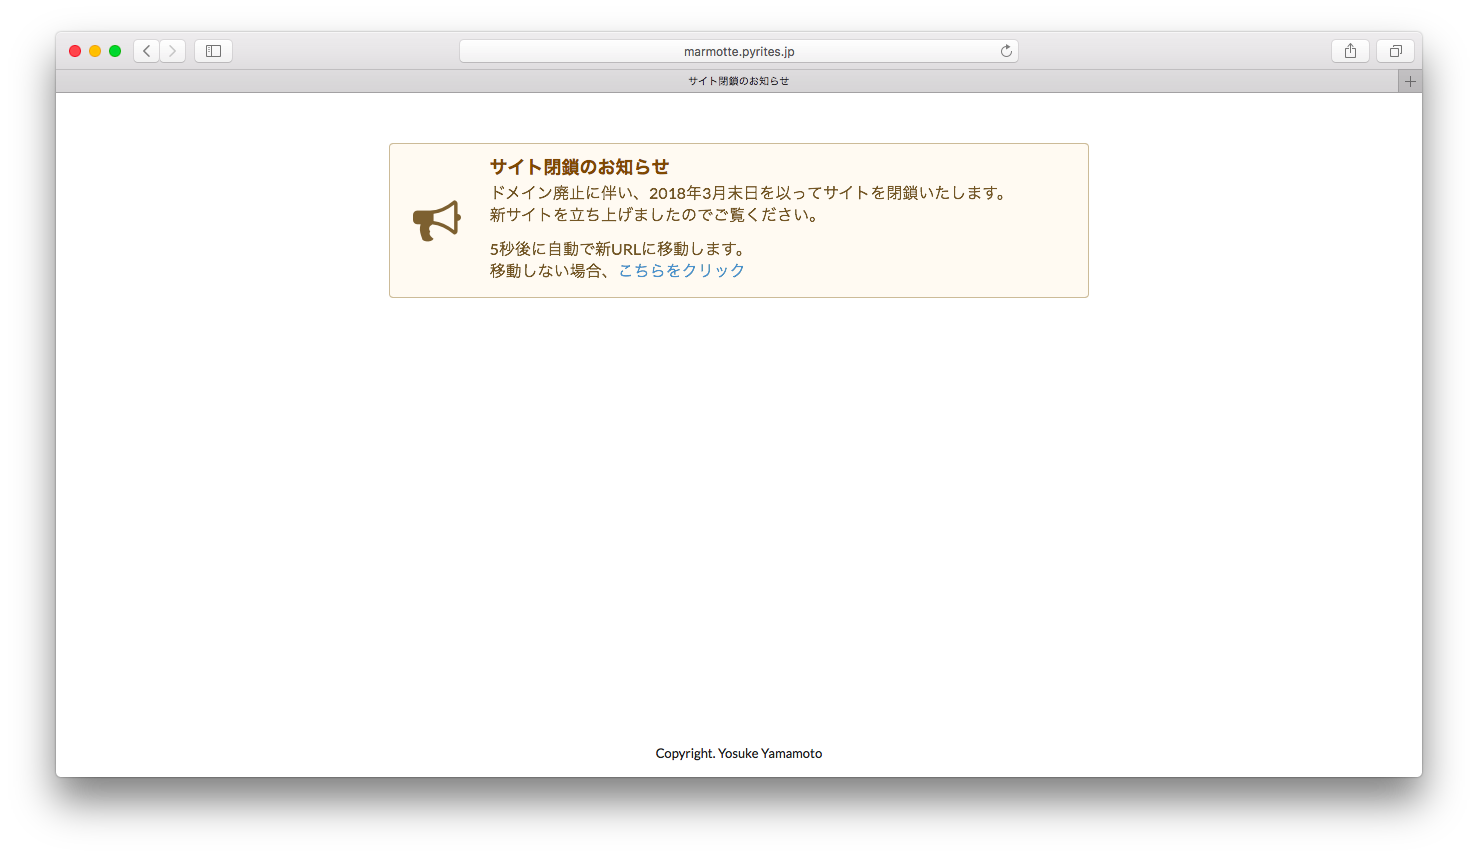 marmotte.pyrites.jp
サイト閉鎖のお知らせ
サイト閉鎖のお知らせ
ドメイン廃止に伴い、2018年3月末日を以ってサイトを閉鎖いたします。
新サイトを立ち上げましたのでご覧ください。
5秒後に自動で新URLに移動します。
移動しない場合、こちらをクリック
Copyright. Yosuke Yamamoto